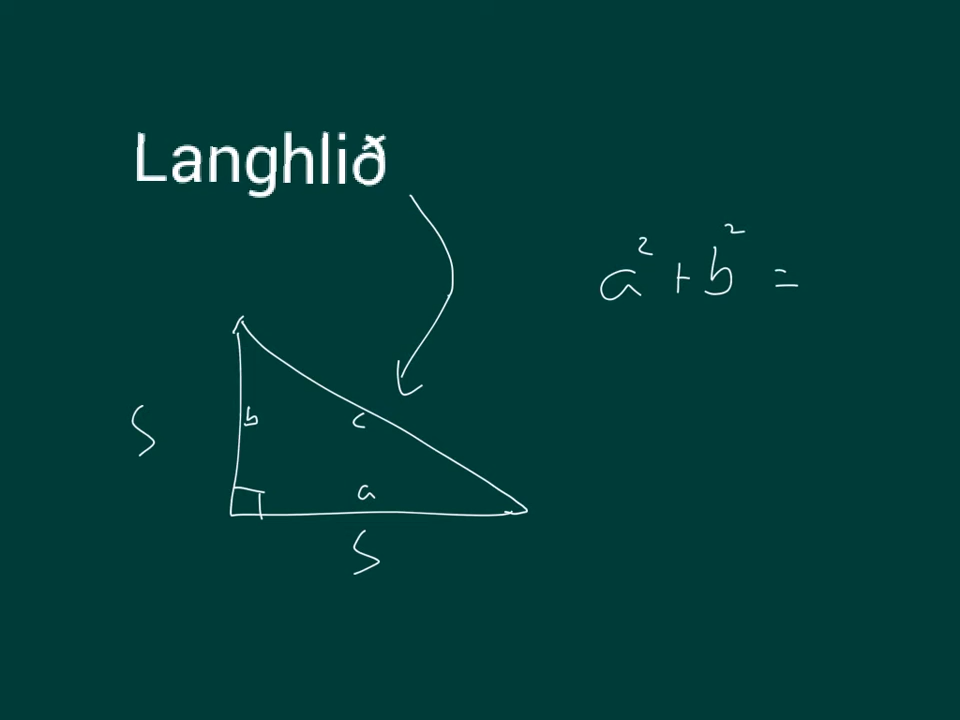 Langhlið
a² + b² =
b
c
S
a
S